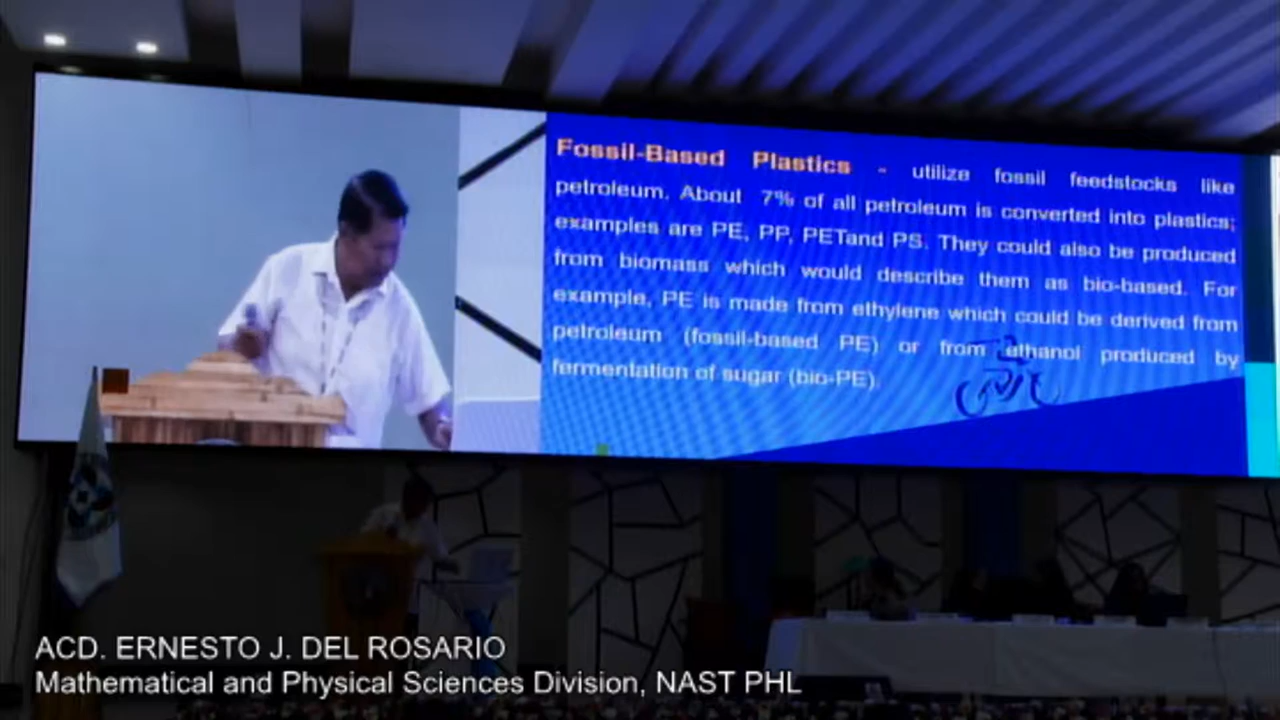 Fossil-Based Plastics - utilize fossil feedstocks like
petroleum. About 7% of all petroleum is converted into plastics;
examples are PE, PP, PETand PS. They could also be produced
from biomass which would describe them as bio-based. For
example, PE is made from ethylene which could be derived from
petroleum (fossil-based PE) or from ethanol produced by
fermentation of sugar (bio-PE).
ACD. ERNESTO J. DEL ROSARIO
Mathematical and Physical Sciences Division, NAST PHL